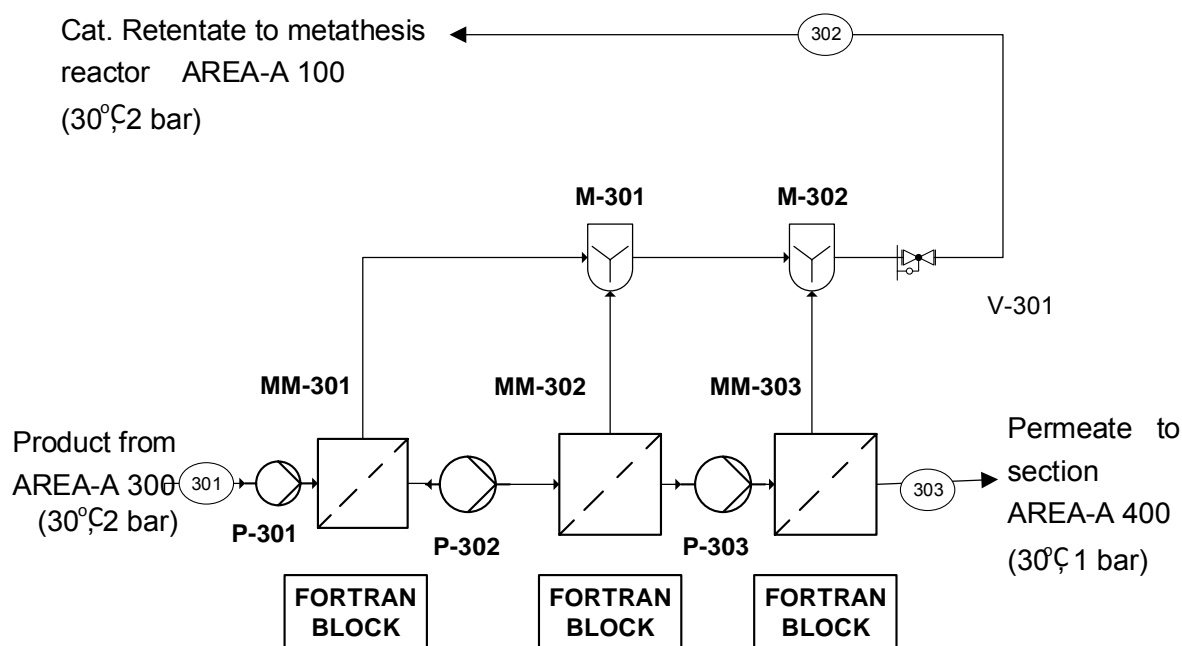 Cat. Retentate to metathesis
reactor AREA-A 100
(30°C, 2 bar)
302
M-301
M-302
V-301
MM-301
MM-302
MM-303
Product from
AREA-A 300
(30°C, 2 bar)
301
P-301
P-302
P-303
303
Permeate to
section
AREA-A 400
(30°C, 1 bar)
FORTRAN
BLOCK
FORTRAN
BLOCK
FORTRAN
BLOCK